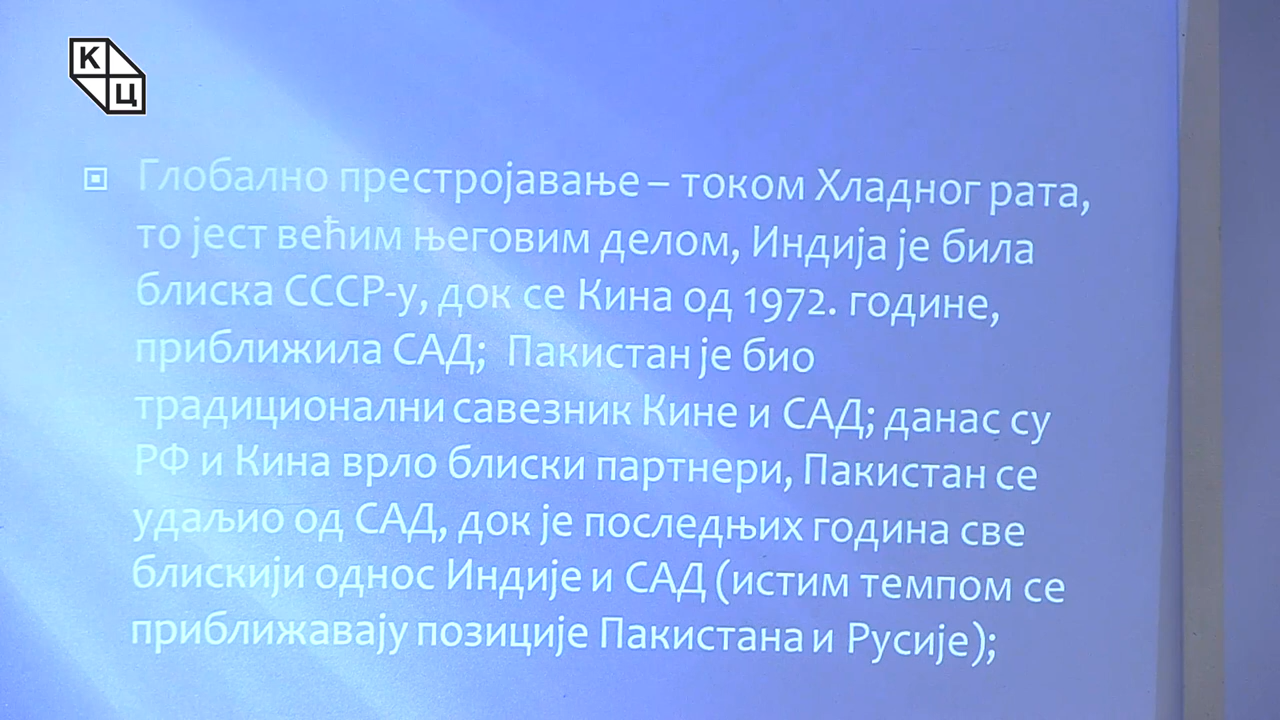 К
Ц
Глобално престројавање – током Хладног рата,
то јест већим његовим делом, Индија је била
блиска СССР-у, док се Кина од 1972. године,
приближила САД; Пакистан је био
традиционални савезник Кине и САД; данас су
РФ и Кина врло блиски партнери, Пакистан се
удаљио од САД, док је последњих година све
блискији однос Индије и САД (истим темпом се
приближавају позиције Пакистана и Русије);